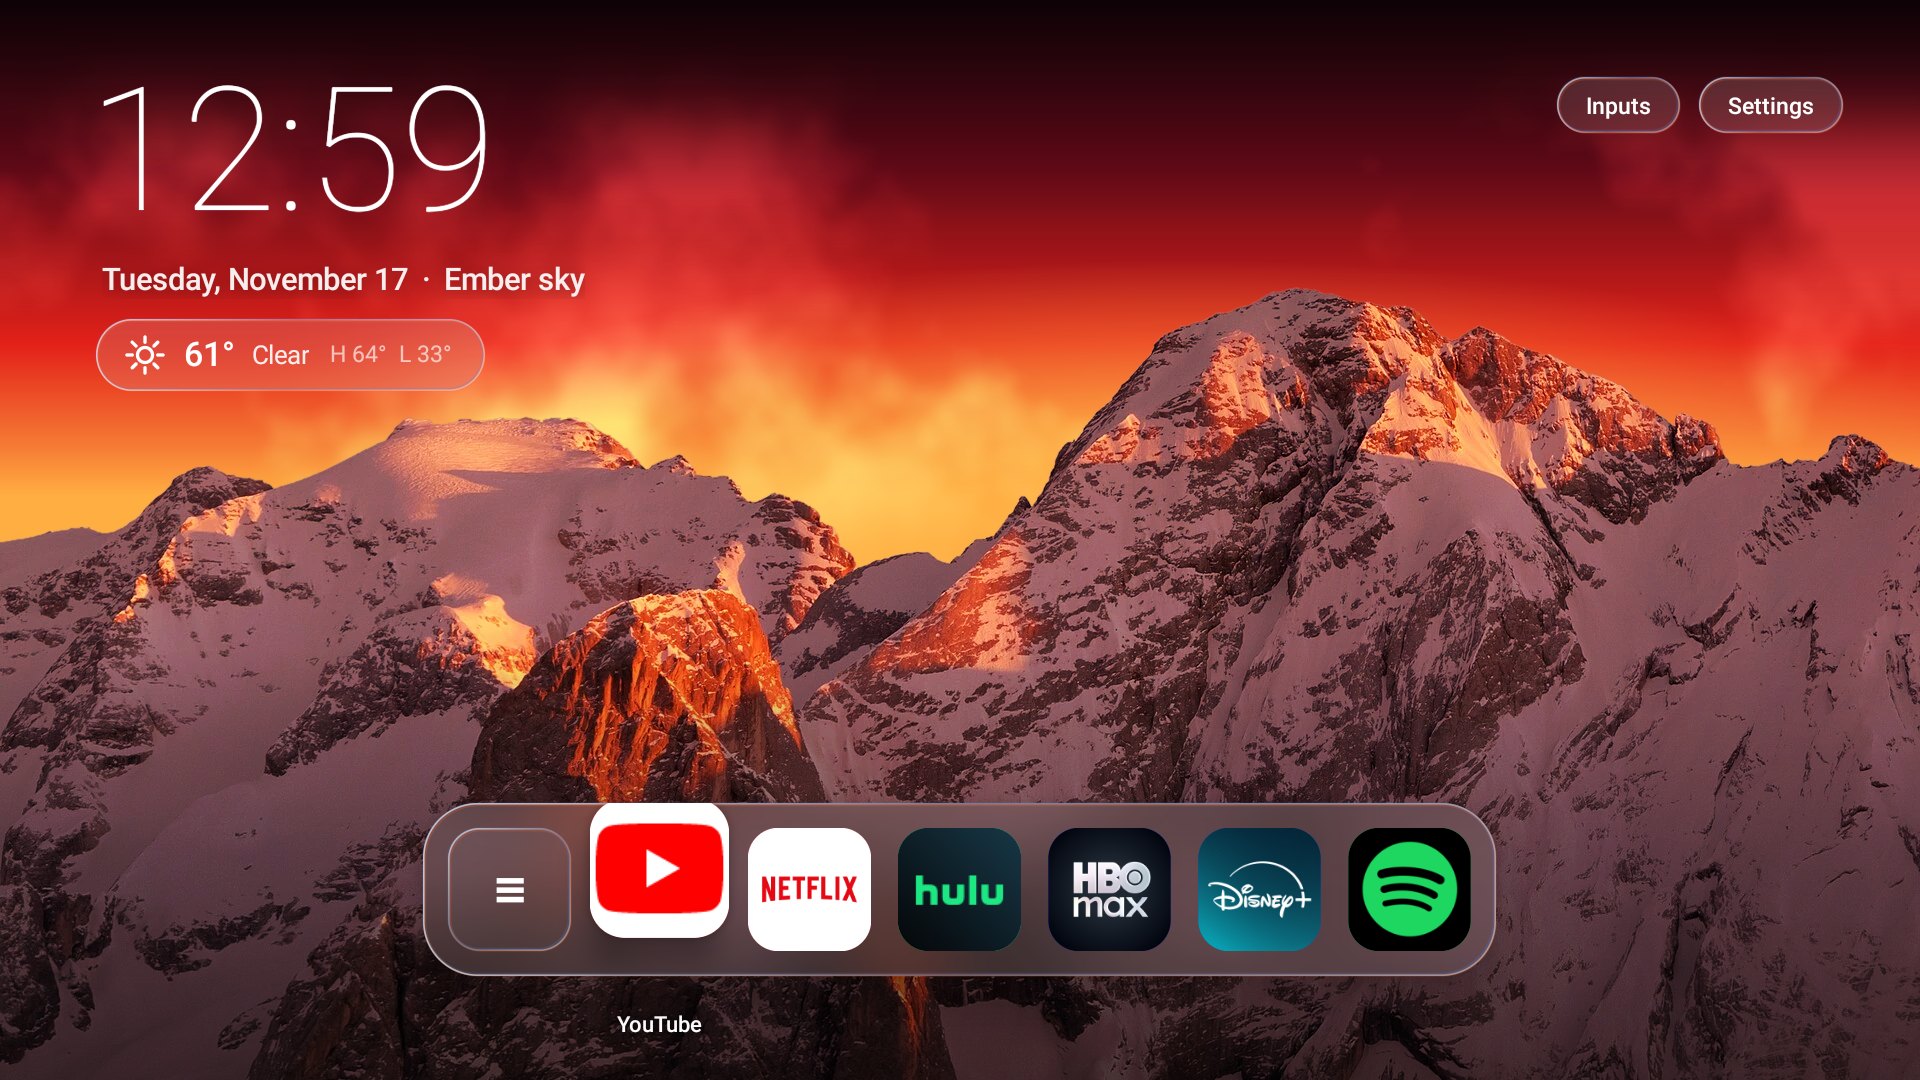 12:59
Inputs
Settings
Tuesday, November 17 · Ember sky
61° Clear H 64° L 33°
NETFLIX
hulu
HBO
max
Disney+
YouTube